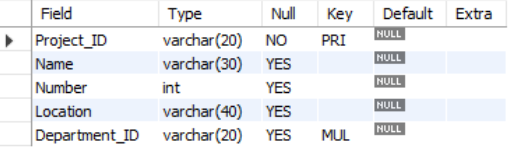 Field Type Null Key Default Extra
Project_ID varchar(20) NO PRI NULL
Name varchar(30) YES NULL
Number int YES NULL
Location varchar(40) YES NULL
Department_ID varchar(20) YES MUL NULL